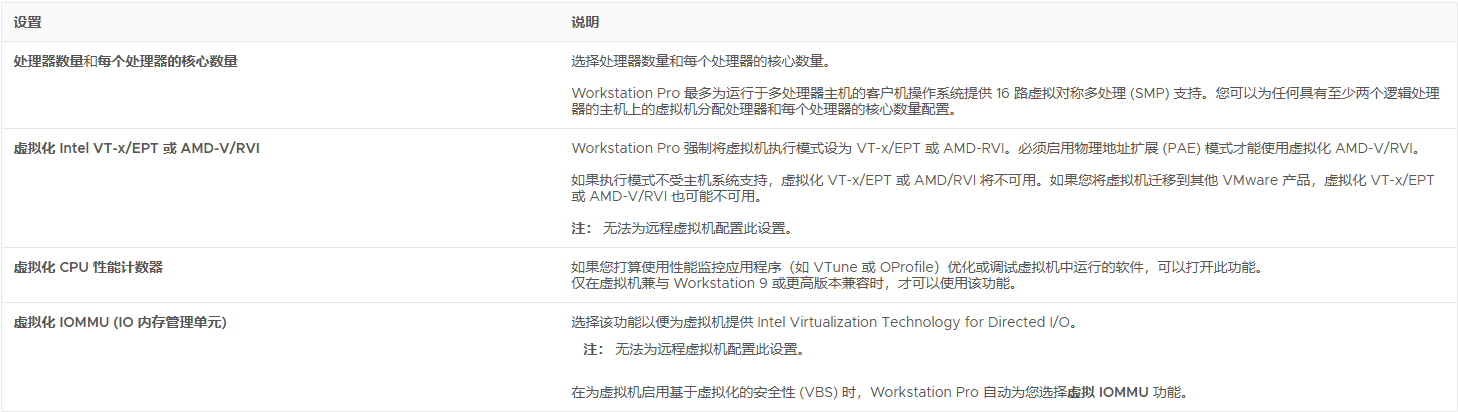 设置
说明
处理器数量和每个处理器的核心数量
选择处理器数量和每个处理器的核心数量。
Workstation Pro 最多为运行于多处理器主机的客户机操作系统提供 16 路虚拟对称多处理 (SMP) 支持。您可以为任何具有至少两个逻辑处理
器的主机上的虚拟机分配处理器和每个处理器的核心数量配置。
虚拟化 Intel VT-x/EPT 或 AMD-V/RVI
Workstation Pro 强制将虚拟机执行模式设为 VT-x/EPT 或 AMD-RVI。必须启用物理地址扩展 (PAE) 模式才能使用虚拟化 AMD-V/RVI。
如果执行模式不受主机系统支持，虚拟化 VT-x/EPT 或 AMD/RVI 将不可用。如果您将虚拟机迁移到其他 VMware 产品，虚拟化 VT-x/EPT
或 AMD-V/RVI 也可能不可用。
注： 无法为远程虚拟机配置此设置。
虚拟化 CPU 性能计数器
如果您打算使用性能监控应用程序（如 VTune 或 OProfile）优化或调试虚拟机中运行的软件，可以打开此功能。
仅在虚拟机兼与 Workstation 9 或更高版本兼容时，才可以使用该功能。
虚拟化 IOMMU (IO 内存管理单元)
选择该功能以便为虚拟机提供 Intel Virtualization Technology for Directed I/O。
注： 无法为远程虚拟机配置此设置。
在为虚拟机启用基于虚拟化的安全性 (VBS) 时，Workstation Pro 自动为您选择虚拟 IOMMU 功能。